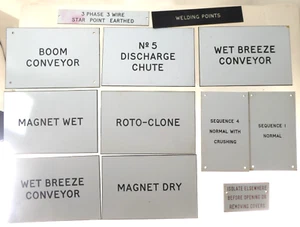 3 PHASE 3 WIRE
STAR POINT EARTHED
WELDING POINTS
BOOM
CONVEYOR
Nº 5
DISCHARGE
CHUTE
WET BREEZE
CONVEYOR
MAGNET WET
ROTO-CLONE
SEQUENCE 4
NORMAL WITH
CRUSHING
SEQUENCE 1
NORMAL
WET BREEZE
CONVEYOR
MAGNET DRY
ISOLATE ELSEWHERE
BEFORE OPENING OR
REMOVING COVERS